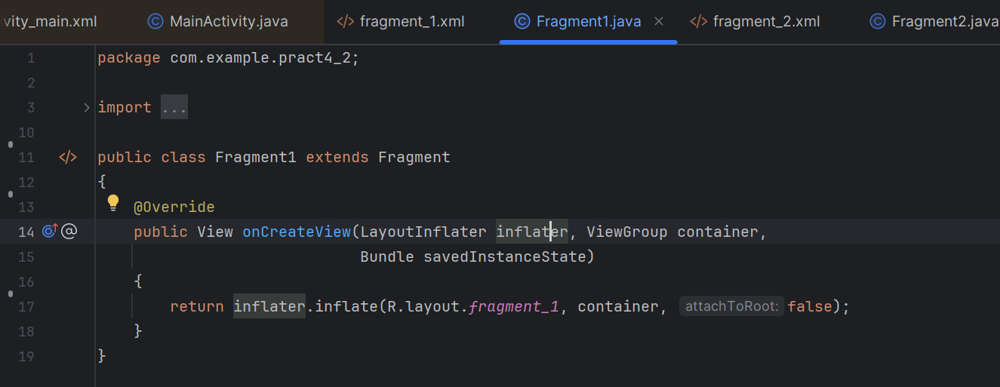 vity_main.xml MainActivity.java fragment_1.xml Fragment1.java fragment_2.xml Fragment2.java
1 package com.example.pract4_2;
2
3 import ...
10
11 public class Fragment1 extends Fragment
12 {
13 @Override
14 public View onCreateView(LayoutInflater inflater, ViewGroup container,
15 Bundle savedInstanceState)
16 {
17 return inflater.inflate(R.layout.fragment_1, container, attachToRoot: false);
18 }
19 }